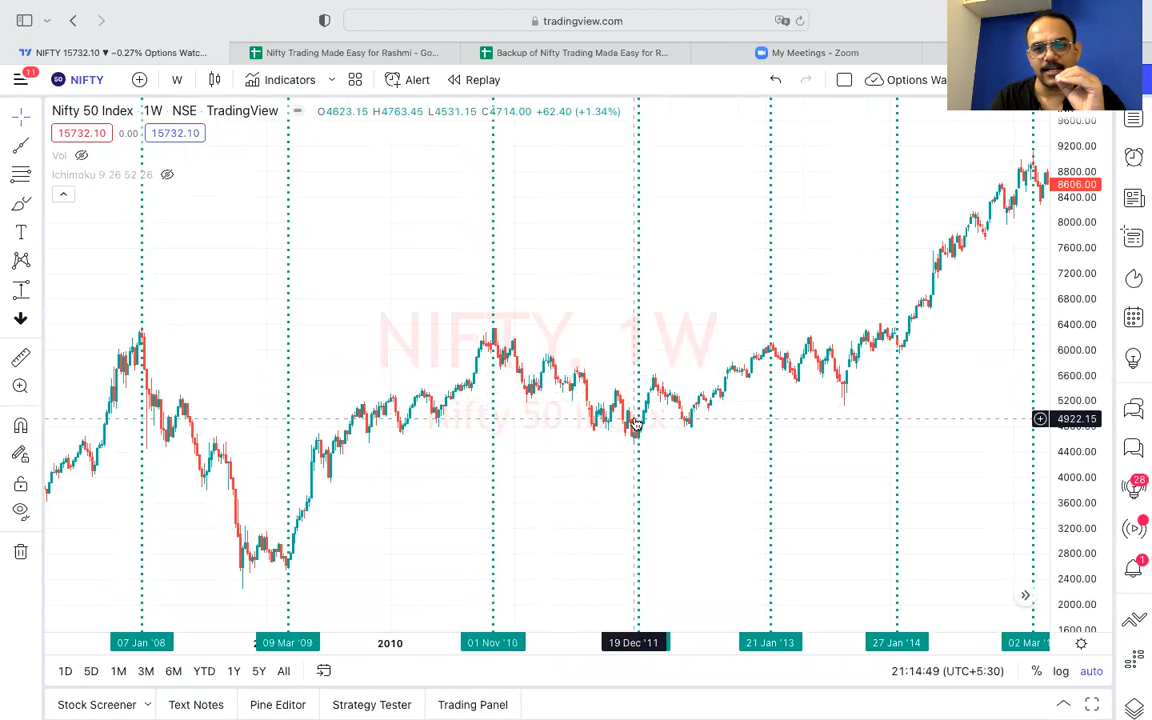 tradingview.com
NIFTY 15732.10 ▼ −0.27% Options Watc...
Nifty Trading Made Easy for Rashmi - Go...
Backup of Nifty Trading Made Easy for R...
My Meetings - Zoom
11
50
NIFTY
W
Indicators
Alert
Replay
Options Wa
Nifty 50 Index 1W NSE TradingView
O4623.15 H4763.45 L4531.15 C4714.00 +62.40 (+1.34%)
15732.10 0.00 15732.10
Vol
Ichimoku 9 26 52 26
NIFTY, 1W
Nifty 50 Index
9600.00
9200.00
8800.00
8606.00
8400.00
8000.00
7600.00
7200.00
6800.00
6400.00
6000.00
5600.00
5200.00
4922.15
4400.00
4000.00
3600.00
3200.00
2800.00
2400.00
2000.00
1600.00
28
1
07 Jan '08
09 Mar '09
2010
01 Nov '10
19 Dec '11
21 Jan '13
27 Jan '14
02 Mar '1
1D 5D 1M 3M 6M YTD 1Y 5Y All
21:14:49 (UTC+5:30)
% log auto
Stock Screener Text Notes Pine Editor Strategy Tester Trading Panel